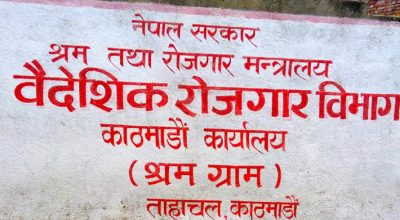 नेपाल सरकार
श्रम तथा रोजगार मन्त्रालय
वैदेशिक रोजगार विभाग
काठमाडौं कार्यालय
( श्रम ग्राम )
ताहाचल, काठमाडौं